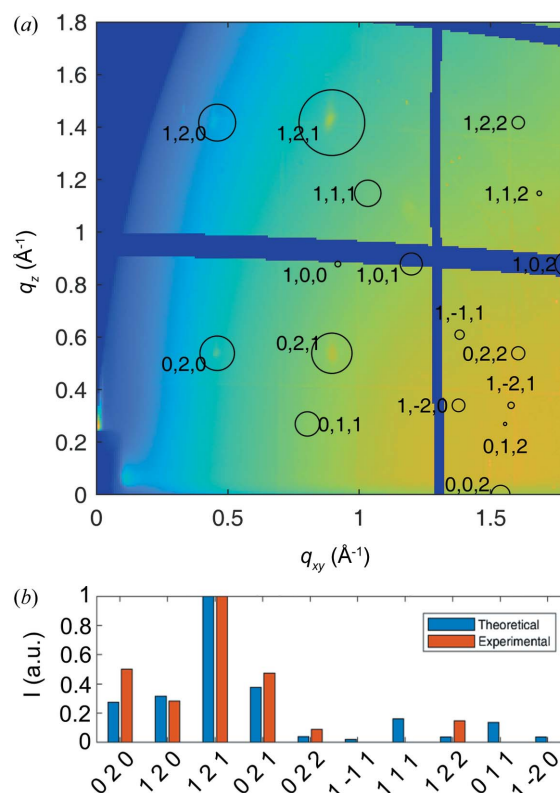 (a)
1.8
1.6
1.4
1.2
1
0.8
0.6
0.4
0.2
0
q_z (Å⁻¹)
1,2,0
1,2,1
1,2,2
1,1,1
1,1,2
1,0,0
1,0,1
1,0,2
1,-1,1
0,2,0
0,2,1
0,2,2
1,-2,1
1,-2,0
0,1,1
0,1,2
0,0,2
0 0.5 1 1.5
q_xy (Å⁻¹)
(b)
1
0.8
0.6
0.4
0.2
0
I (a.u.)
Theoretical
Experimental
0 2 0
1 2 0
1 2 1
0 2 1
0 2 2
1 -1 1
1 1 1
1 2 2
0 1 1
1 -2 0